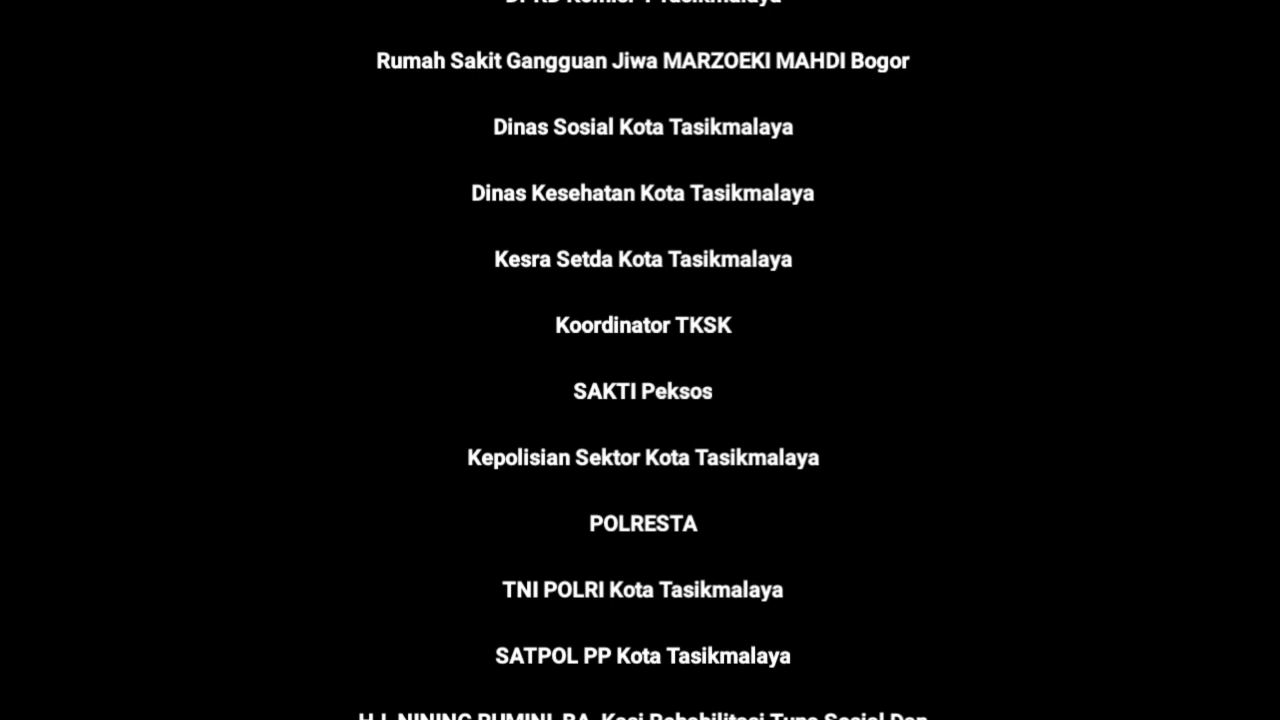 Rumah Sakit Gangguan Jiwa MARZOEKI MAHDI Bogor
Dinas Sosial Kota Tasikmalaya
Dinas Kesehatan Kota Tasikmalaya
Kesra Setda Kota Tasikmalaya
Koordinator TKSK
SAKTI Peksos
Kepolisian Sektor Kota Tasikmalaya
POLRESTA
TNI POLRI Kota Tasikmalaya
SATPOL PP Kota Tasikmalaya